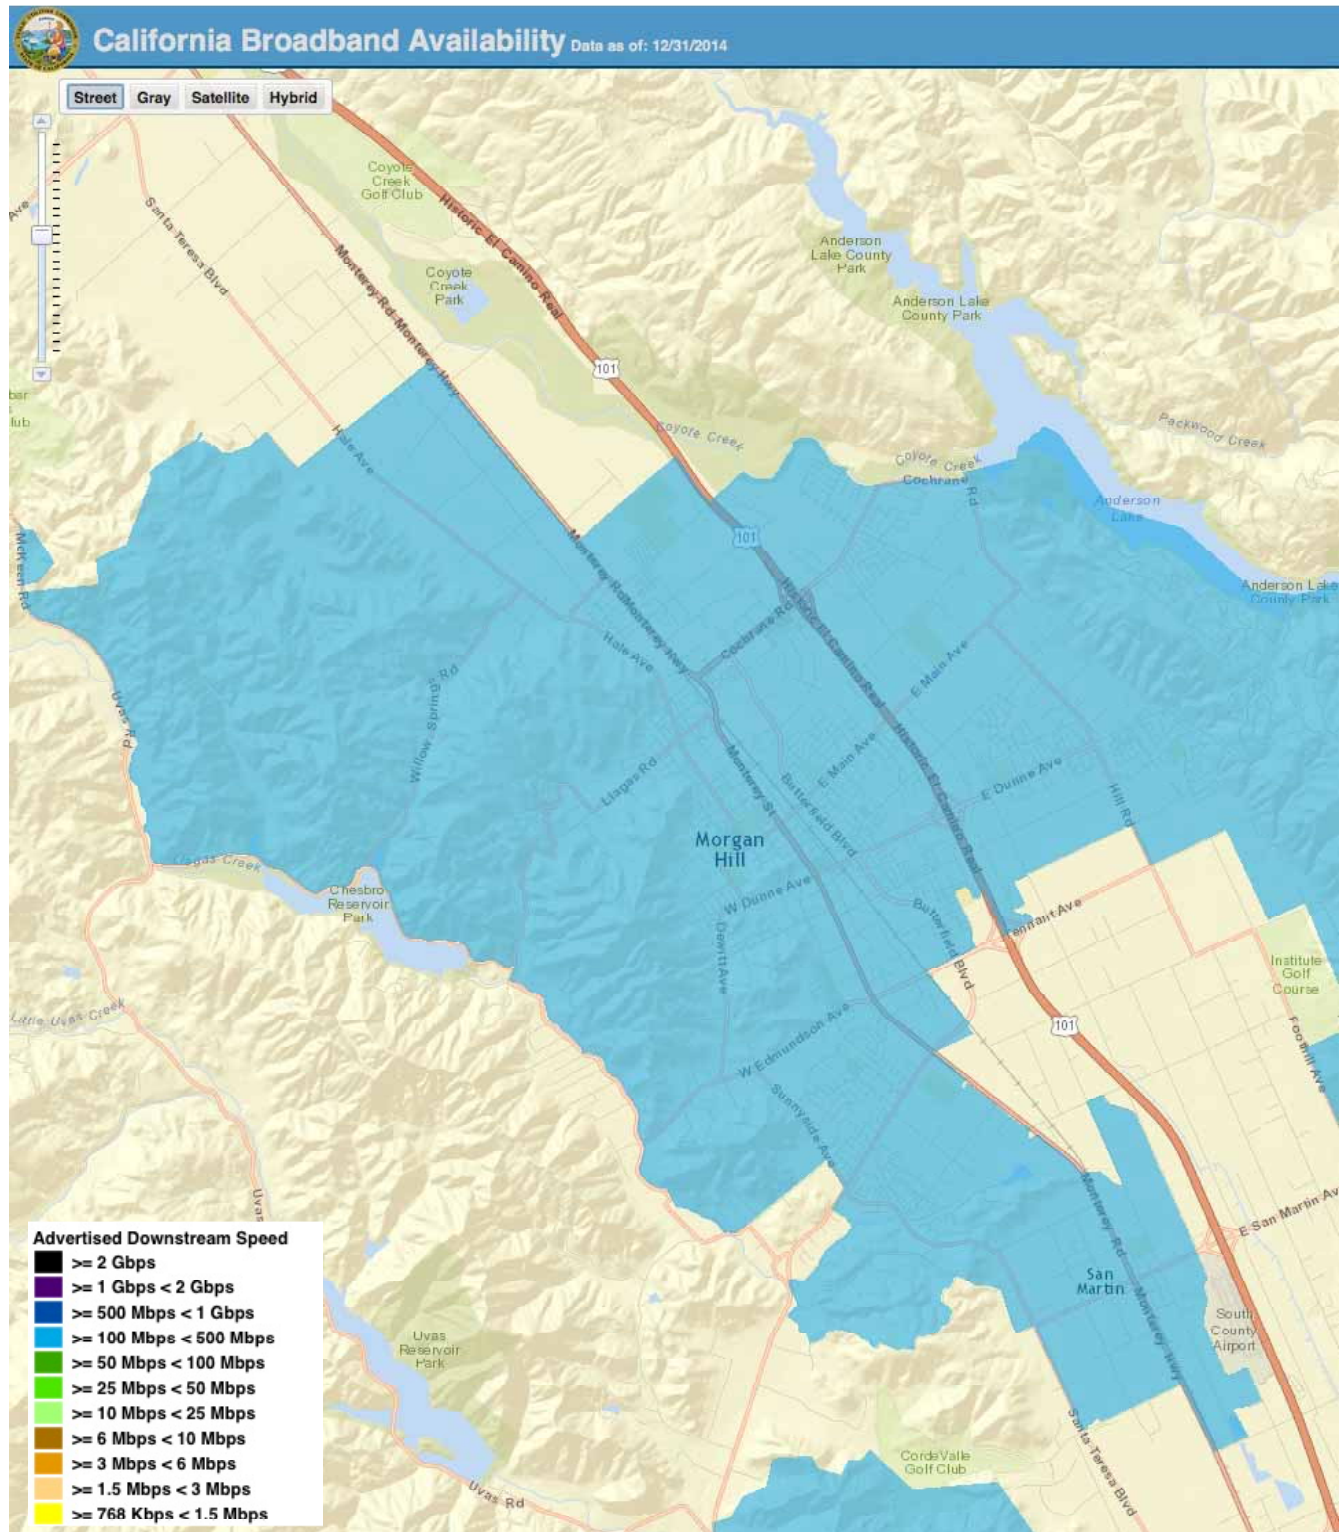 California Broadband Availability Data as of: 12/31/2014
Street Gray Satellite Hybrid
Coyote
Creek
Golf Club
Historic El Camino Real
Santa Teresa Blvd
Ave
Monterey Rd
Monterey Hwy
Coyote
Creek
Park
Anderson
Lake County
Park
Anderson Lake
County Park
101
Coyote Creek
Packwood Creek
Hale Ave
Coyote Creek
Cochrane
Rd
Anderson
Lake
101
McKean Rd
Monterey Rd
Monterey Hwy
Anderson Lake
County Park
Hale Ave
Cochrane Rd
Historic El Camino Real
E Main Ave
Willow Springs Rd
Uvas Rd
Llagas Rd
Monterey St
Butterfield Blvd
E Main Ave
Historic El Camino Real
E Dunne Ave
Hill Rd
Morgan
Hill
Llagas Creek
Chesbro
Reservoir
Park
W Dunne Ave
Butterfield Blvd
Tennant Ave
Dewitt Ave
Institute
Golf
Course
Little Uvas Creek
101
Foothill Ave
W Edmundson Ave
Sunnyside Ave
Uvas
Monterey Rd
E San Martin Av
San
Martin
Monterey Hwy
South
County
Airport
Uvas
Reservoir
Park
CordeValle
Golf Club
Santa Teresa Blvd
Uvas Rd
Advertised Downstream Speed
>= 2 Gbps
>= 1 Gbps < 2 Gbps
>= 500 Mbps < 1 Gbps
>= 100 Mbps < 500 Mbps
>= 50 Mbps < 100 Mbps
>= 25 Mbps < 50 Mbps
>= 10 Mbps < 25 Mbps
>= 6 Mbps < 10 Mbps
>= 3 Mbps < 6 Mbps
>= 1.5 Mbps < 3 Mbps
>= 768 Kbps < 1.5 Mbps